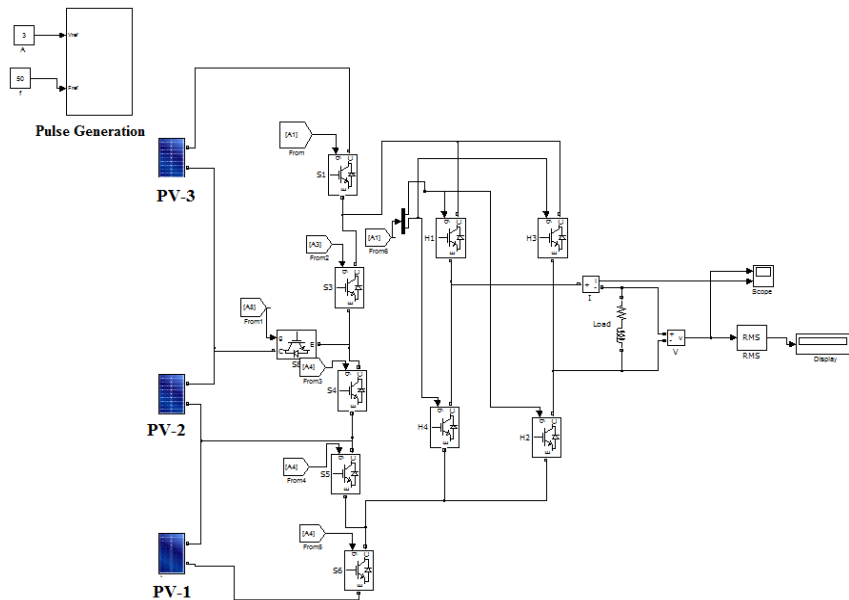 3
A
Vref
50
f
Fref
Pulse Generation
PV-3
[A1]
From
g
C
S1
E
[A3]
From2
[A1]
From6
g
C
H1
E
g
C
H3
E
g
C
S3
E
[A8]
From1
g
C
E
[A4]
From3
g
C
S4
E
+
i
-
I
Load
+
-
v
V
Scope
RMS
RMS
Display
PV-2
g
C
H4
E
g
C
H2
E
[A4]
From4
g
C
S5
E
[A4]
From5
g
C
S6
E
PV-1